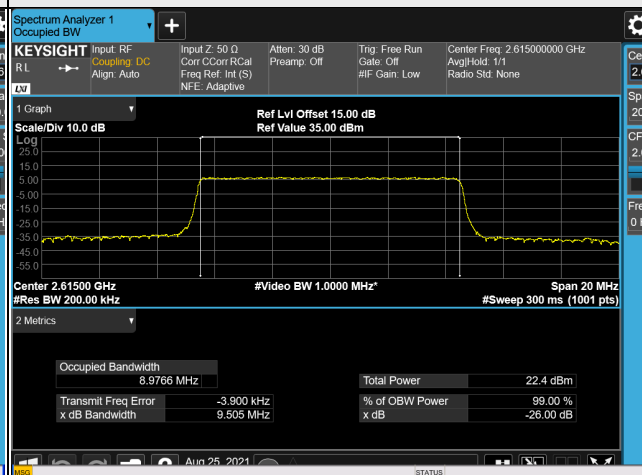 Spectrum Analyzer 1
Occupied BW
KEYSIGHT
R L
LXI
Input: RF
Coupling: DC
Align: Auto
Input Z: 50 Ω
Corr CCorr RCal
Freq Ref: Int (S)
NFE: Adaptive
Atten: 30 dB
Preamp: Off
Trig: Free Run
Gate: Off
#IF Gain: Low
Center Freq: 2.615000000 GHz
Avg|Hold: 1/1
Radio Std: None
1 Graph
Scale/Div 10.0 dB
Ref Lvl Offset 15.00 dB
Ref Value 35.00 dBm
Log
25.0
15.0
5.00
-5.00
-15.0
-25.0
-35.0
-45.0
-55.0
Center 2.61500 GHz
#Res BW 200.00 kHz
#Video BW 1.0000 MHz*
Span 20 MHz
#Sweep 300 ms (1001 pts)
2 Metrics
Occupied Bandwidth
8.9766 MHz
Transmit Freq Error -3.900 kHz
x dB Bandwidth 9.505 MHz
Total Power 22.4 dBm
% of OBW Power 99.00 %
x dB -26.00 dB
Aug 25, 2021
MSG
STATUS